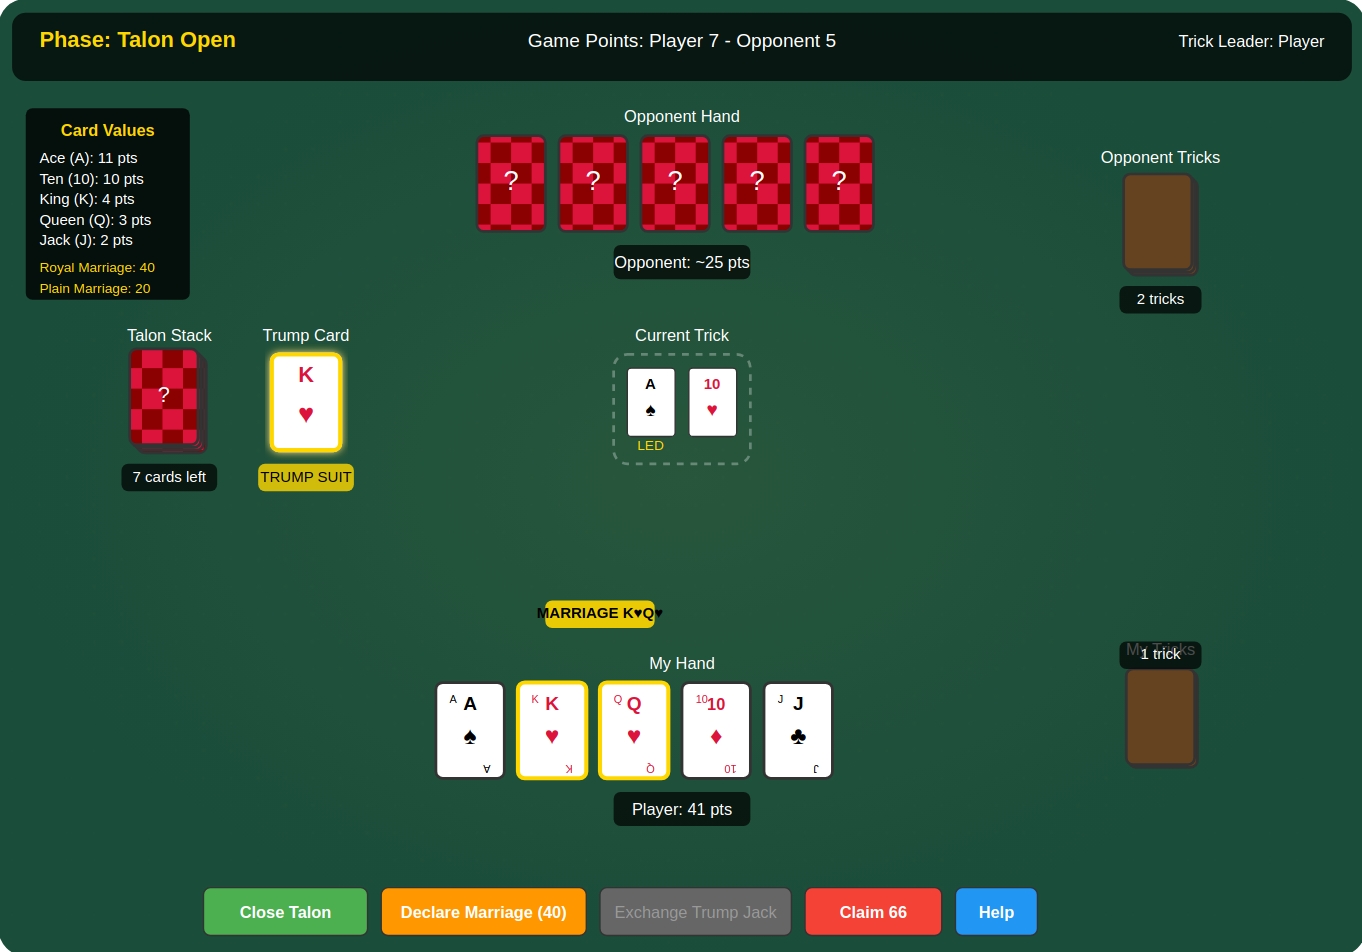 Phase: Talon Open
Game Points: Player 7 - Opponent 5
Trick Leader: Player
Card Values
Ace (A): 11 pts
Ten (10): 10 pts
King (K): 4 pts
Queen (Q): 3 pts
Jack (J): 2 pts
Royal Marriage: 40
Plain Marriage: 20
Opponent Hand
? ? ? ? ?
Opponent: ~25 pts
Opponent Tricks
2 tricks
Talon Stack
?
7 cards left
Trump Card
K
♥
TRUMP SUIT
Current Trick
A 10
♠ ♥
LED
MARRIAGE K♥Q♥
My Hand
A A K K Q Q 10 10 J J
♠ ♥ ♥ ♦ ♣
A K Q 10 J
Player: 41 pts
My Tricks
1 trick
Close Talon
Declare Marriage (40)
Exchange Trump Jack
Claim 66
Help